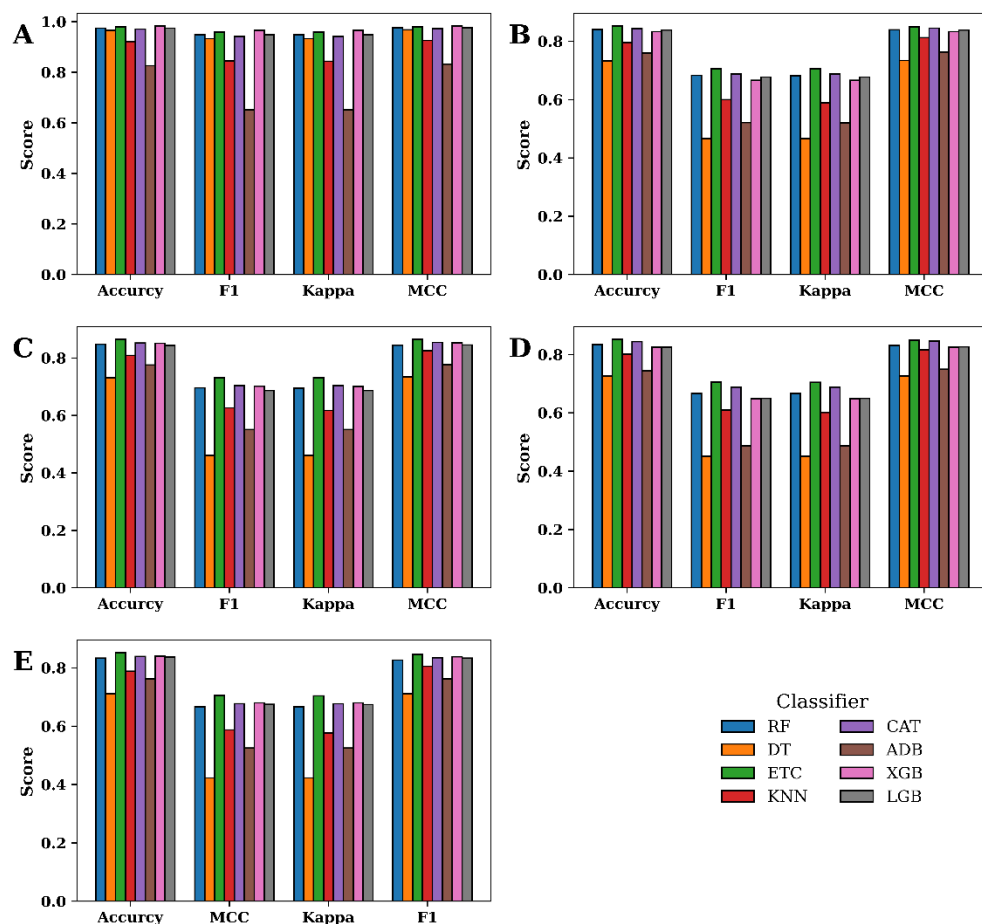 A
1.0
0.8
0.6
0.4
0.2
0.0
Score
Accurcy F1 Kappa MCC
B
0.8
0.6
0.4
0.2
0.0
Score
Accurcy F1 Kappa MCC
C
0.8
0.6
0.4
0.2
0.0
Score
Accurcy F1 Kappa MCC
D
0.8
0.6
0.4
0.2
0.0
Score
Accurcy F1 Kappa MCC
E
0.8
0.6
0.4
0.2
0.0
Score
Accurcy MCC Kappa F1
Classifier
RF CAT
DT ADB
ETC XGB
KNN LGB